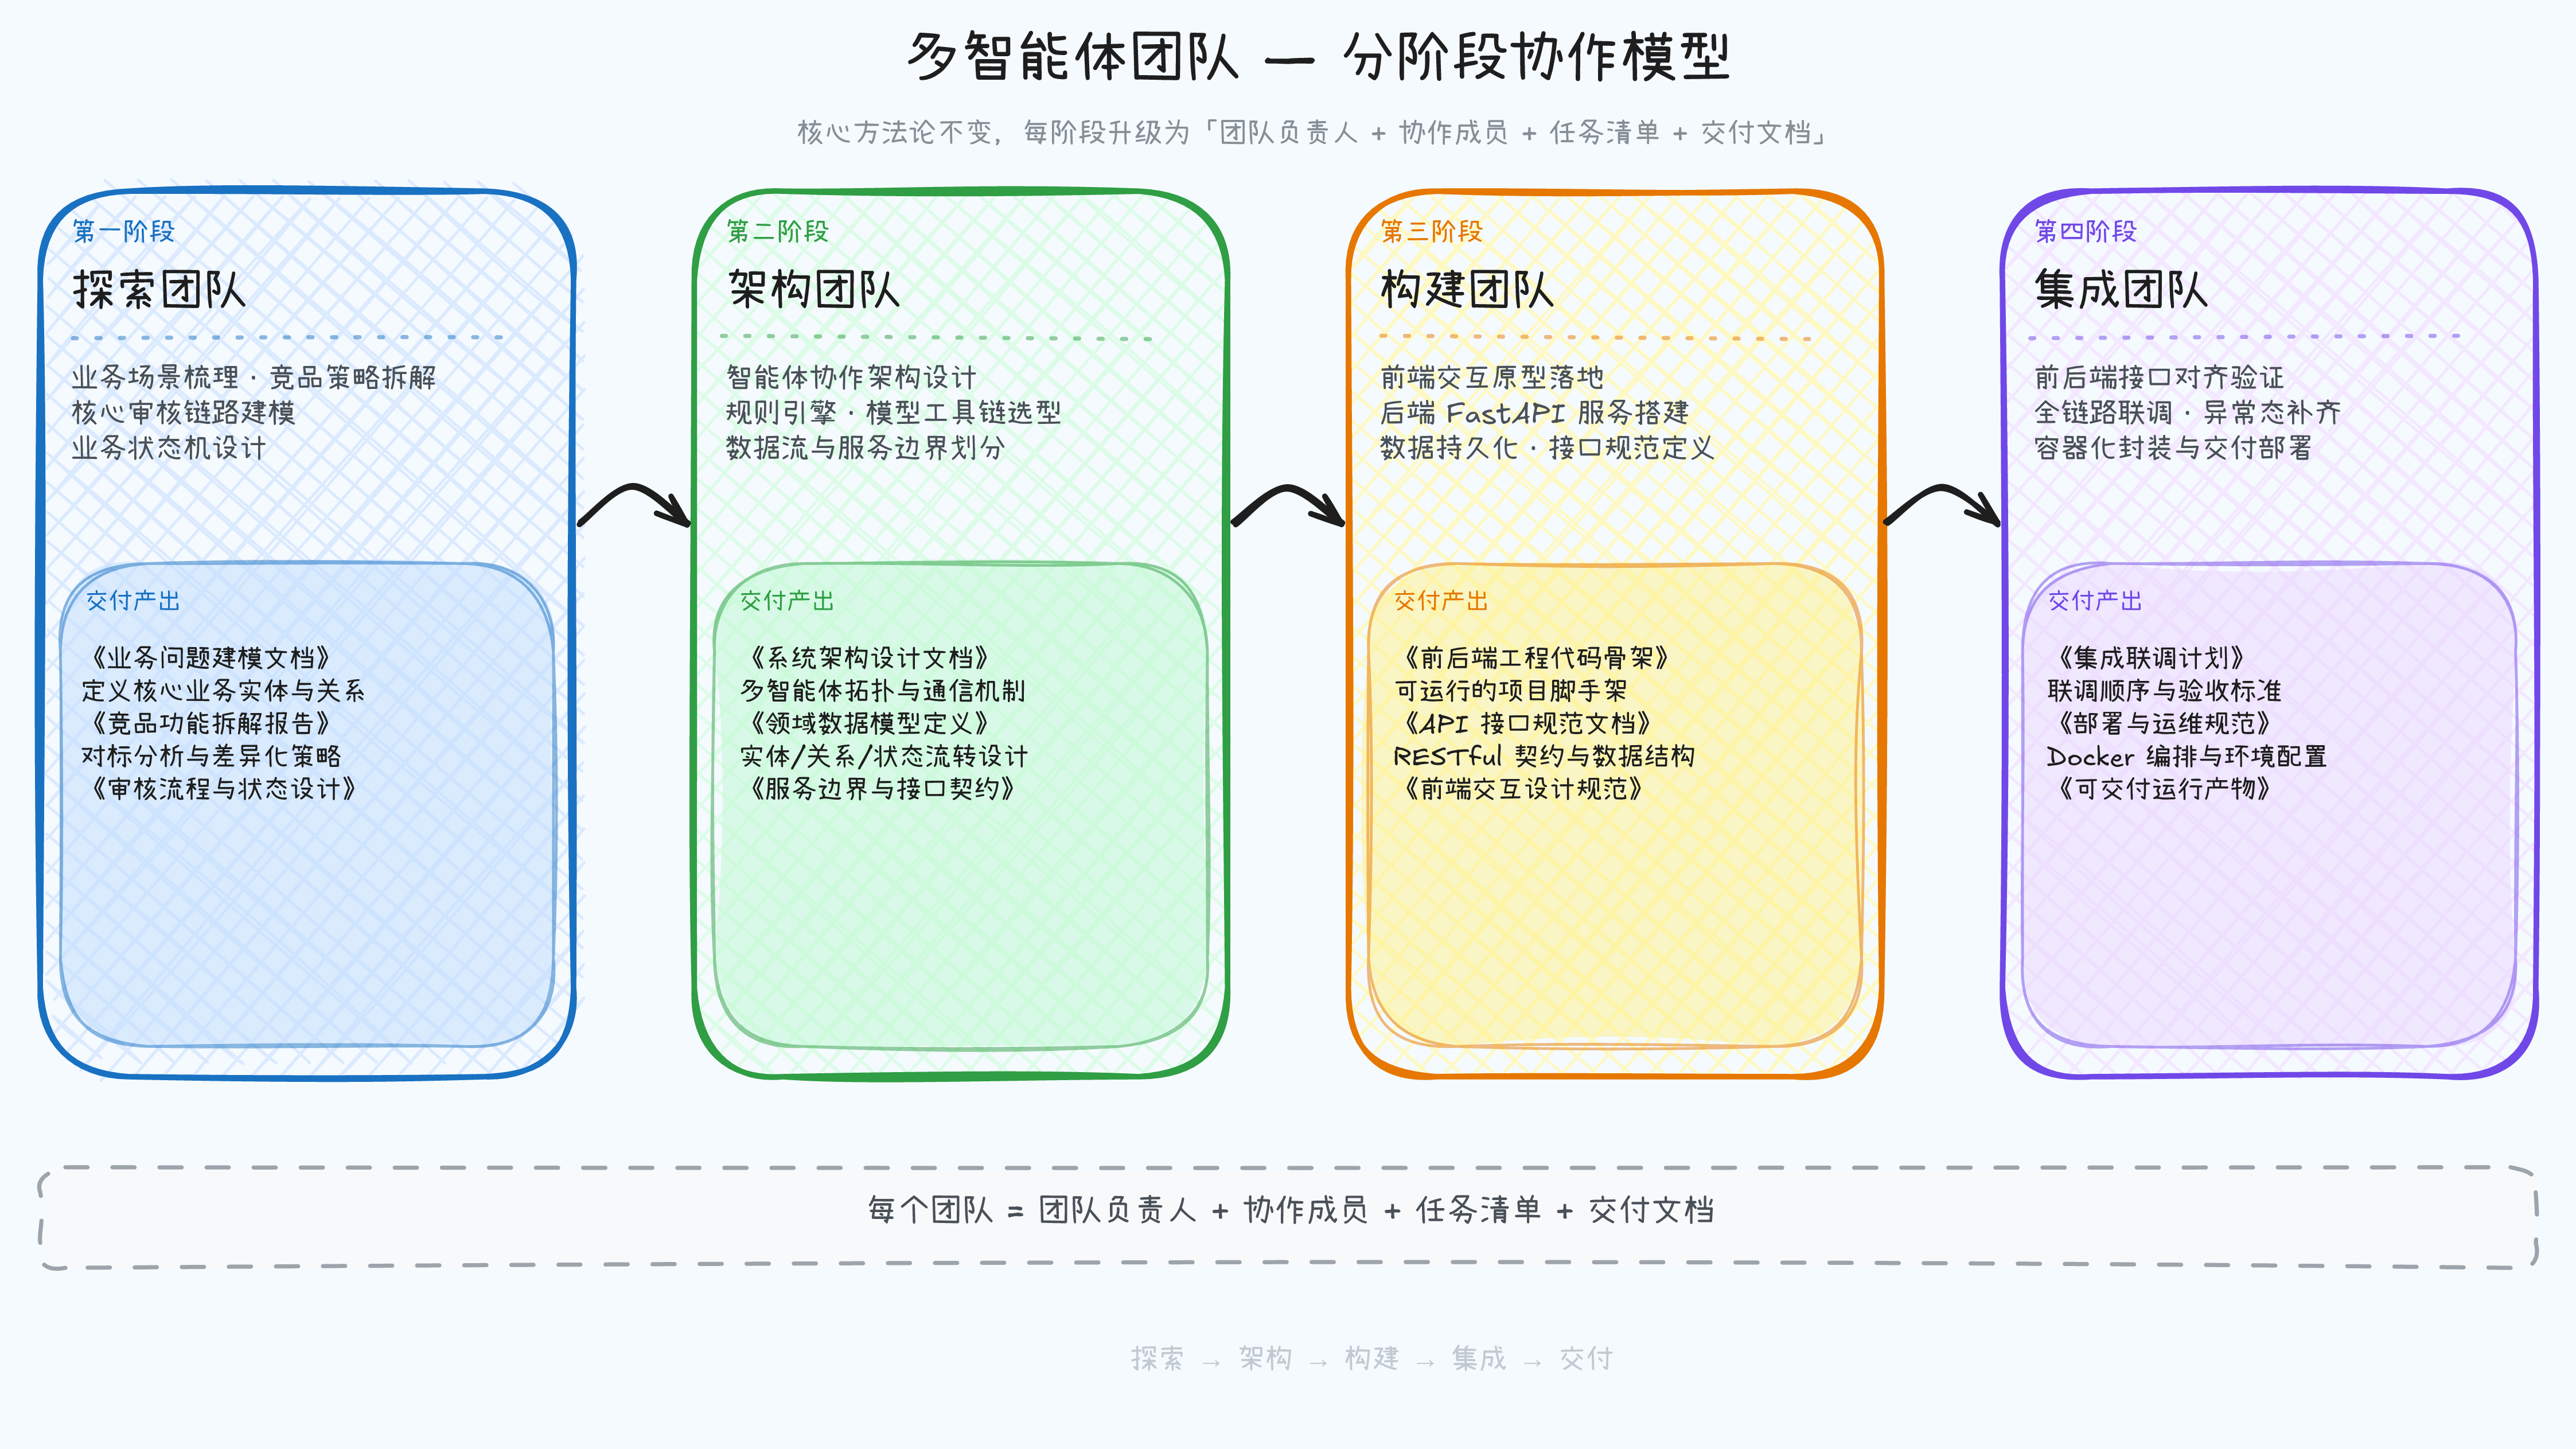 多智能体团队 — 分阶段协作模型
核心方法论不变，每阶段升级为「团队负责人 + 协作成员 + 任务清单 + 交付文档」
第一阶段
探索团队
业务场景梳理 · 竞品策略拆解
核心审核链路建模
业务状态机设计
交付产出
《业务问题建模文档》
定义核心业务实体与关系
《竞品功能拆解报告》
对标分析与差异化策略
《审核流程与状态设计》
第二阶段
架构团队
智能体协作架构设计
规则引擎 · 模型工具链选型
数据流与服务边界划分
交付产出
《系统架构设计文档》
多智能体拓扑与通信机制
《领域数据模型定义》
实体/关系/状态流转设计
《服务边界与接口契约》
第三阶段
构建团队
前端交互原型落地
后端 FastAPI 服务搭建
数据持久化 · 接口规范定义
交付产出
《前后端工程代码骨架》
可运行的项目脚手架
《API 接口规范文档》
RESTful 契约与数据结构
《前端交互设计规范》
第四阶段
集成团队
前后端接口对齐验证
全链路联调 · 异常态补齐
容器化封装与交付部署
交付产出
《集成联调计划》
联调顺序与验收标准
《部署与运维规范》
Docker 编排与环境配置
《可交付运行产物》
每个团队 = 团队负责人 + 协作成员 + 任务清单 + 交付文档
探索 → 架构 → 构建 → 集成 → 交付